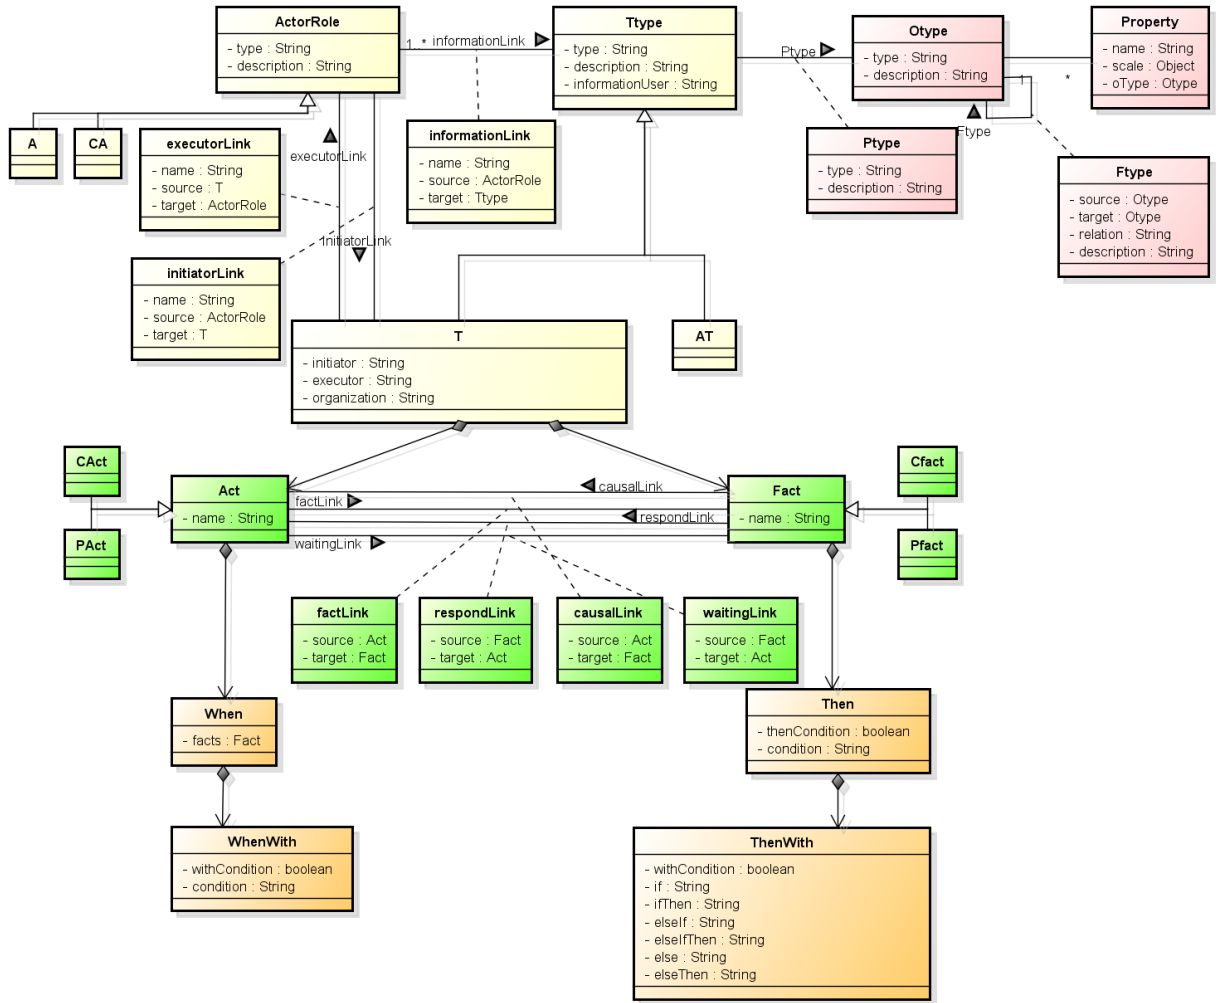 ActorRole
- type : String
- description : String
1..*
informationLink
Ttype
- type : String
- description : String
- informationUser : String
Ptype
Otype
- type : String
- description : String
1
*
Property
- name : String
- scale : Object
- oType : Otype
Ftype
A
CA
executorLink
- name : String
- source : T
- target : ActorRole
executorLink
informationLink
- name : String
- source : ActorRole
- target : Ttype
Ptype
- type : String
- description : String
Ftype
- source : Otype
- target : Otype
- relation : String
- description : String
InitiatorLink
initiatorLink
- name : String
- source : ActorRole
- target : T
T
- initiator : String
- executor : String
- organization : String
AT
CAct
PAct
Act
- name : String
causalLink
factLink
respondLink
waitingLink
Fact
- name : String
Cfact
Pfact
factLink
- source : Act
- target : Fact
respondLink
- source : Fact
- target : Act
causalLink
- source : Act
- target : Fact
waitingLink
- source : Fact
- target : Act
When
- facts : Fact
Then
- thenCondition : boolean
- condition : String
WhenWith
- withCondition : boolean
- condition : String
ThenWith
- withCondition : boolean
- if : String
- ifThen : String
- elseIf : String
- elseIfThen : String
- else : String
- elseThen : String